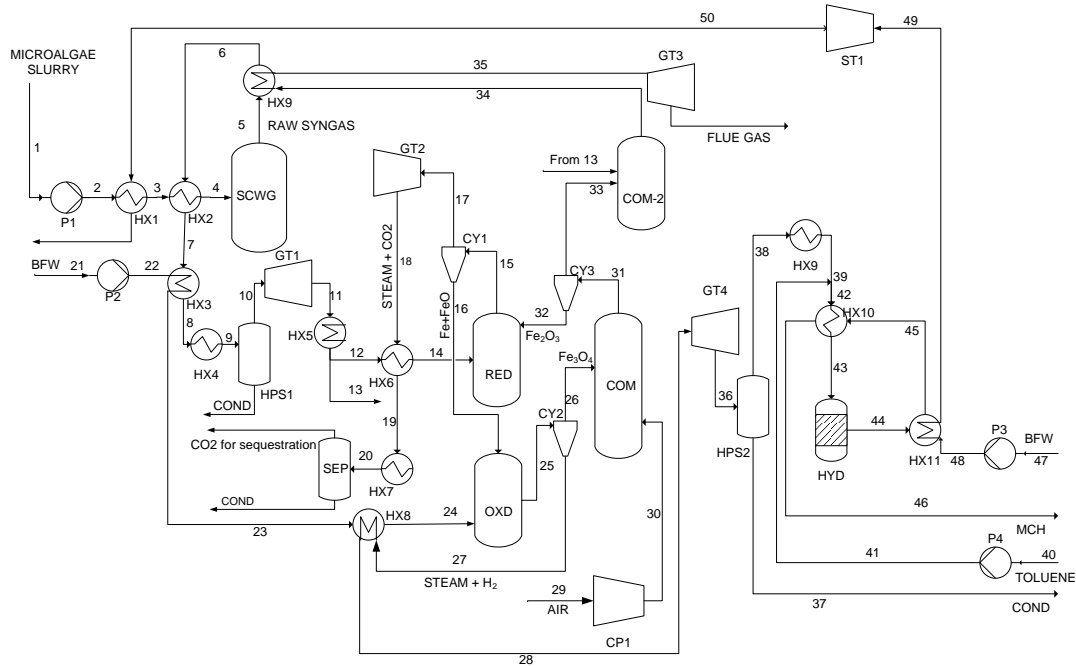 50
49
ST1
MICROALGAE
SLURRY
6
35
GT3
HX9
34
5
RAW SYNGAS
FLUE GAS
1
GT2
From 13
33
COM-2
2
3
4
SCWG
17
P1
HX1
HX2
7
CY1
38
HX9
BFW
21
22
GT1
STEAM + CO2
18
15
CY3
31
39
P2
HX3
10
11
GT4
42
HX10
8
9
HX5
Fe+FeO
16
32
Fe2O3
45
HX4
12
14
RED
Fe3O4
COM
43
HX6
HPS1
13
26
36
COND
19
CY2
44
P3
BFW
CO2 for sequestration
HPS2
HX11
48
47
SEP
20
25
HYD
HX7
COND
OXD
30
46
MCH
23
HX8
24
27
P4
41
40
STEAM + H2
TOLUENE
29
AIR
37
COND
CP1
28